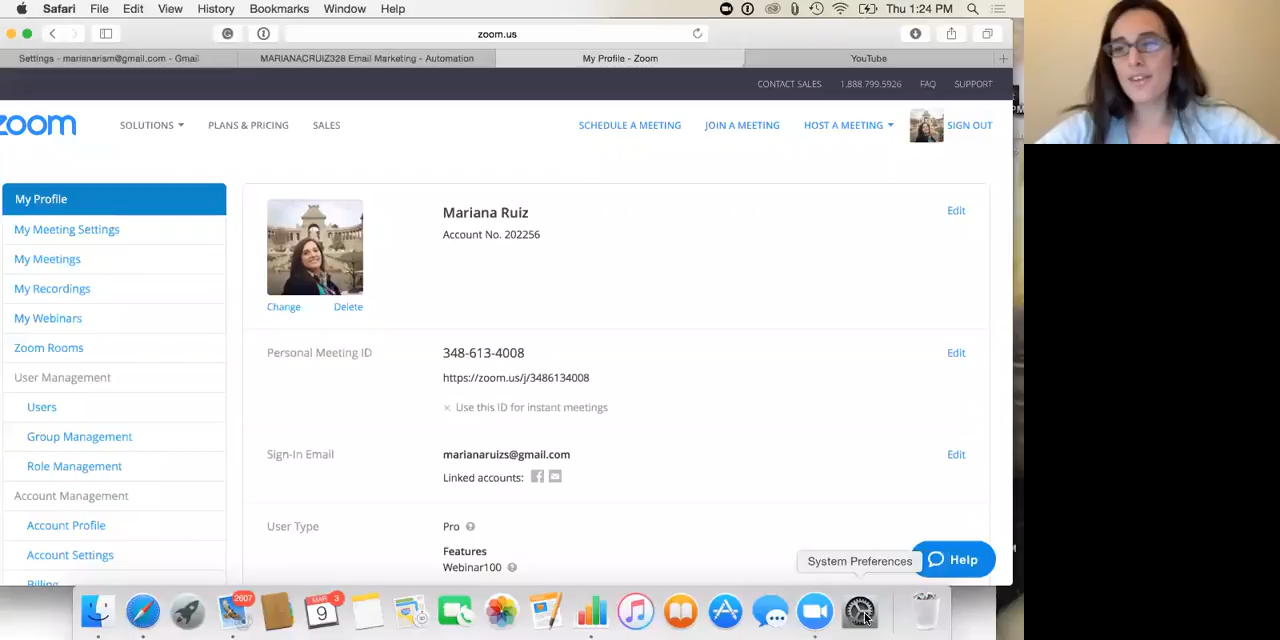 Safari File Edit View History Bookmarks Window Help Thu 1:24 PM
zoom.us
Settings - marianarism@gmail.com - Gmail MARIANACRUIZ328 Email Marketing - Automation My Profile - Zoom YouTube
CONTACT SALES 1.888.799.5926 FAQ SUPPORT
zoom SOLUTIONS PLANS & PRICING SALES SCHEDULE A MEETING JOIN A MEETING HOST A MEETING SIGN OUT
My Profile
My Meeting Settings
My Meetings
My Recordings
My Webinars
Zoom Rooms
User Management
Users
Group Management
Role Management
Account Management
Account Profile
Account Settings
Billing
Mariana Ruiz Edit
Account No. 202256
Change Delete
Personal Meeting ID 348-613-4008 Edit
https://zoom.us/j/3486134008
× Use this ID for instant meetings
Sign-In Email marianaruizs@gmail.com Edit
Linked accounts:
User Type Pro
Features
Webinar100
System Preferences
Help
2607
MAR 3
9